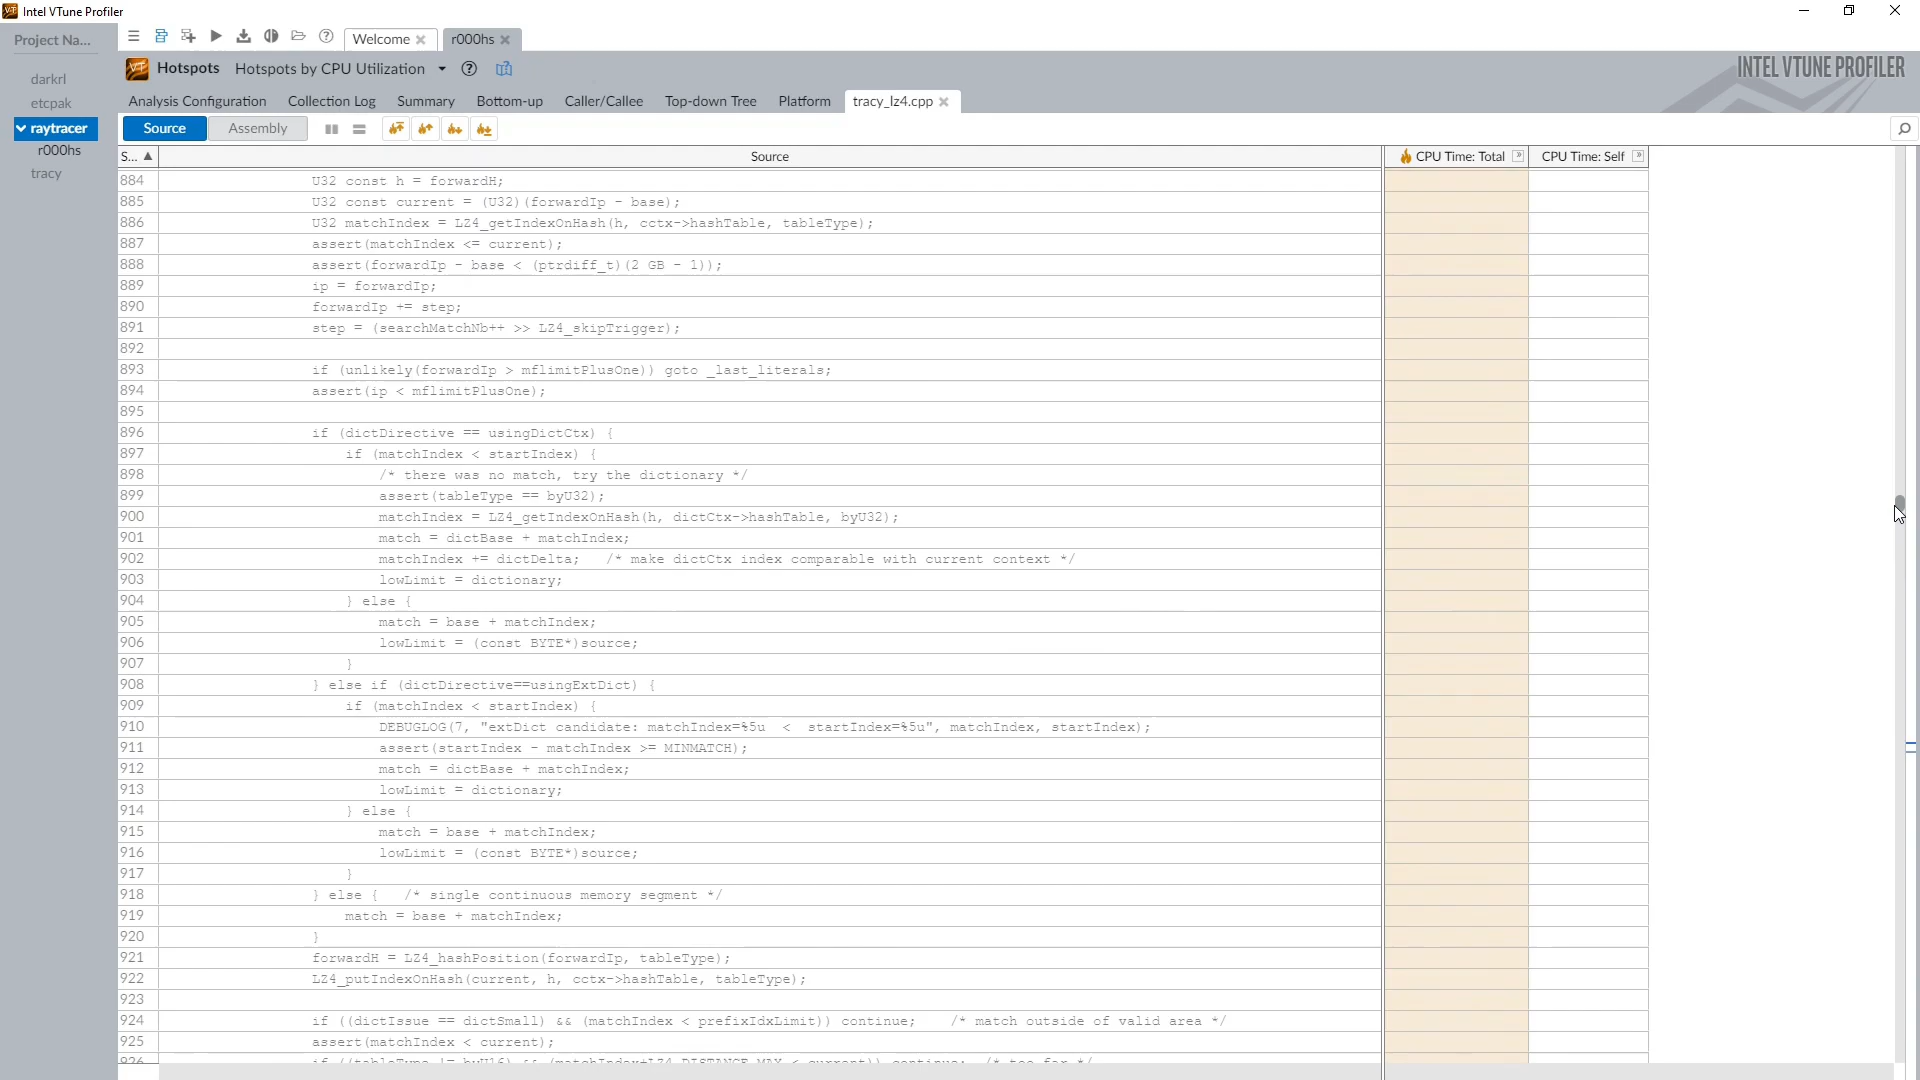 Intel VTune Profiler
Project Na...
Welcome
r000hs
Hotspots Hotspots by CPU Utilization
INTEL VTUNE PROFILER
darkrl
etcpak
raytracer
r000hs
tracy
Analysis Configuration Collection Log Summary Bottom-up Caller/Callee Top-down Tree Platform tracy_lz4.cpp
Source Assembly
S... ▲ Source CPU Time: Total CPU Time: Self
884 U32 const h = forwardH;
885 U32 const current = (U32)(forwardIp - base);
886 U32 matchIndex = LZ4_getIndexOnHash(h, cctx->hashTable, tableType);
887 assert(matchIndex <= current);
888 assert(forwardIp - base < (ptrdiff_t)(2 GB - 1));
889 ip = forwardIp;
890 forwardIp += step;
891 step = (searchMatchNb++ >> LZ4_skipTrigger);
892
893 if (unlikely(forwardIp > mflimitPlusOne)) goto _last_literals;
894 assert(ip < mflimitPlusOne);
895
896 if (dictDirective == usingDictCtx) {
897 if (matchIndex < startIndex) {
898 /* there was no match, try the dictionary */
899 assert(tableType == byU32);
900 matchIndex = LZ4_getIndexOnHash(h, dictCtx->hashTable, byU32);
901 match = dictBase + matchIndex;
902 matchIndex += dictDelta; /* make dictCtx index comparable with current context */
903 lowLimit = dictionary;
904 } else {
905 match = base + matchIndex;
906 lowLimit = (const BYTE*)source;
907 }
908 } else if (dictDirective==usingExtDict) {
909 if (matchIndex < startIndex) {
910 DEBUGLOG(7, "extDict candidate: matchIndex=%5u < startIndex=%5u", matchIndex, startIndex);
911 assert(startIndex - matchIndex >= MINMATCH);
912 match = dictBase + matchIndex;
913 lowLimit = dictionary;
914 } else {
915 match = base + matchIndex;
916 lowLimit = (const BYTE*)source;
917 }
918 } else { /* single continuous memory segment */
919 match = base + matchIndex;
920 }
921 forwardH = LZ4_hashPosition(forwardIp, tableType);
922 LZ4_putIndexOnHash(current, h, cctx->hashTable, tableType);
923
924 if ((dictIssue == dictSmall) && (matchIndex < prefixIdxLimit)) continue; /* match outside of valid area */
925 assert(matchIndex < current);
926 if ((tableType != byU16) && (matchIndex+LZ4_DISTANCE_MAX < current)) continue; /* too far */